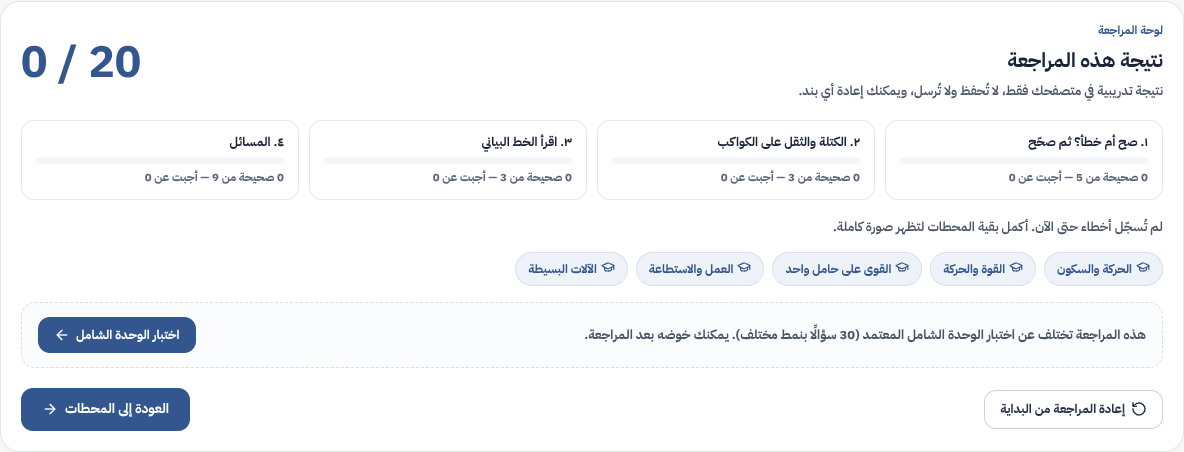 لوحة المراجعة
نتيجة هذه المراجعة
نتيجة تدريبية في متصفحك فقط، لا تُحفظ ولا تُرسل، ويمكنك إعادة أي بند.
0 / 20
١. صح أم خطأ؟ ثم صحّح
0 صحيحة من 5 — أجبت عن 0
٢. الكتلة والثقل على الكواكب
0 صحيحة من 3 — أجبت عن 0
٣. اقرأ الخط البياني
0 صحيحة من 3 — أجبت عن 0
٤. المسائل
0 صحيحة من 9 — أجبت عن 0
لم تُسجّل أخطاء حتى الآن. أكمل بقية المحطات لتظهر صورة كاملة.
الحركة والسكون
القوة والحركة
القوى على حامل واحد
العمل والاستطاعة
الآلات البسيطة
هذه المراجعة تختلف عن اختبار الوحدة الشامل المعتمد (30 سؤالًا بنمط مختلف). يمكنك خوضه بعد المراجعة.
اختبار الوحدة الشامل ←
إعادة المراجعة من البداية
العودة إلى المحطات →